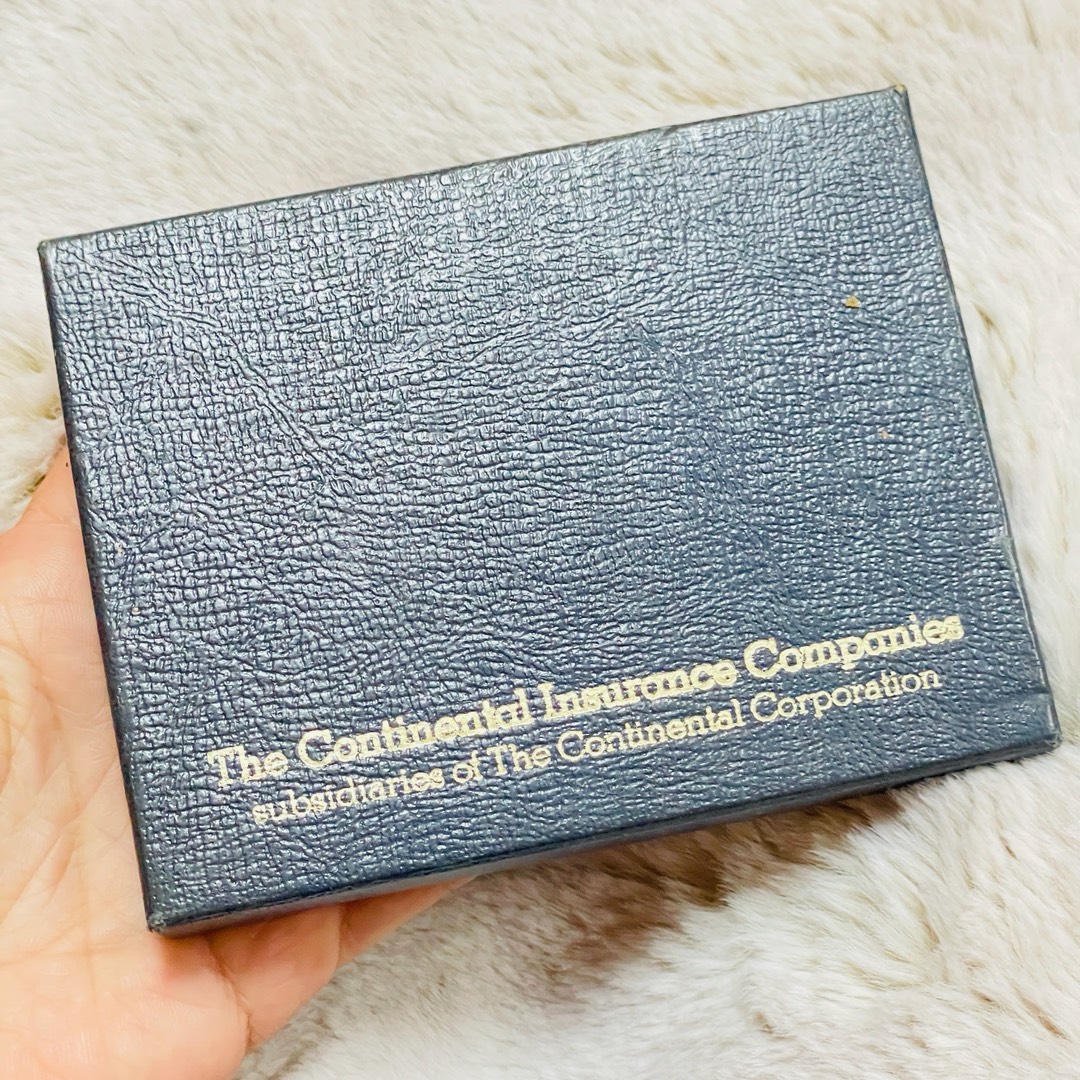 The Continental Insurance Companies
subsidiaries of The Continental Corporation